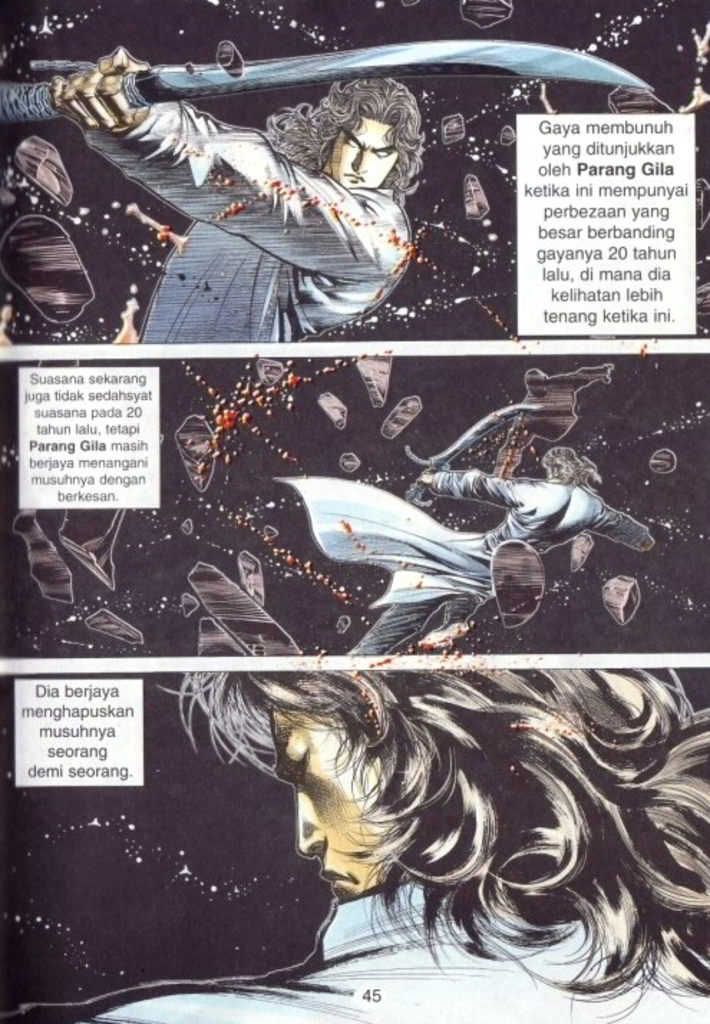 Gaya membunuh
yang ditunjukkan
oleh Parang Gila
ketika ini mempunyai
perbezaan yang
besar berbanding
gayanya 20 tahun
lalu, di mana dia
kelihatan lebih
tenang ketika ini.
Suasana sekarang
juga tidak sedahsyat
suasana pada 20
tahun lalu, tetapi
Parang Gila masih
berjaya menangani
musuhnya dengan
berkesan.
Dia berjaya
menghapuskan
musuhnya
seorang
demi seorang.
45